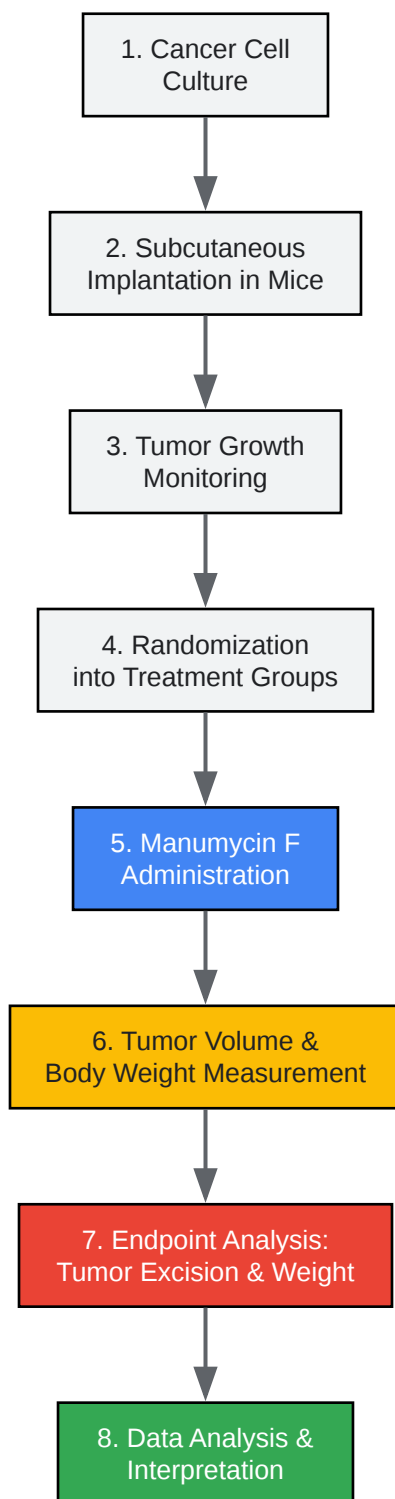 1. Cancer Cell
Culture
2. Subcutaneous
Implantation in Mice
3. Tumor Growth
Monitoring
4. Randomization
into Treatment Groups
5. Manumycin F
Administration
6. Tumor Volume &
Body Weight Measurement
7. Endpoint Analysis:
Tumor Excision & Weight
8. Data Analysis &
Interpretation